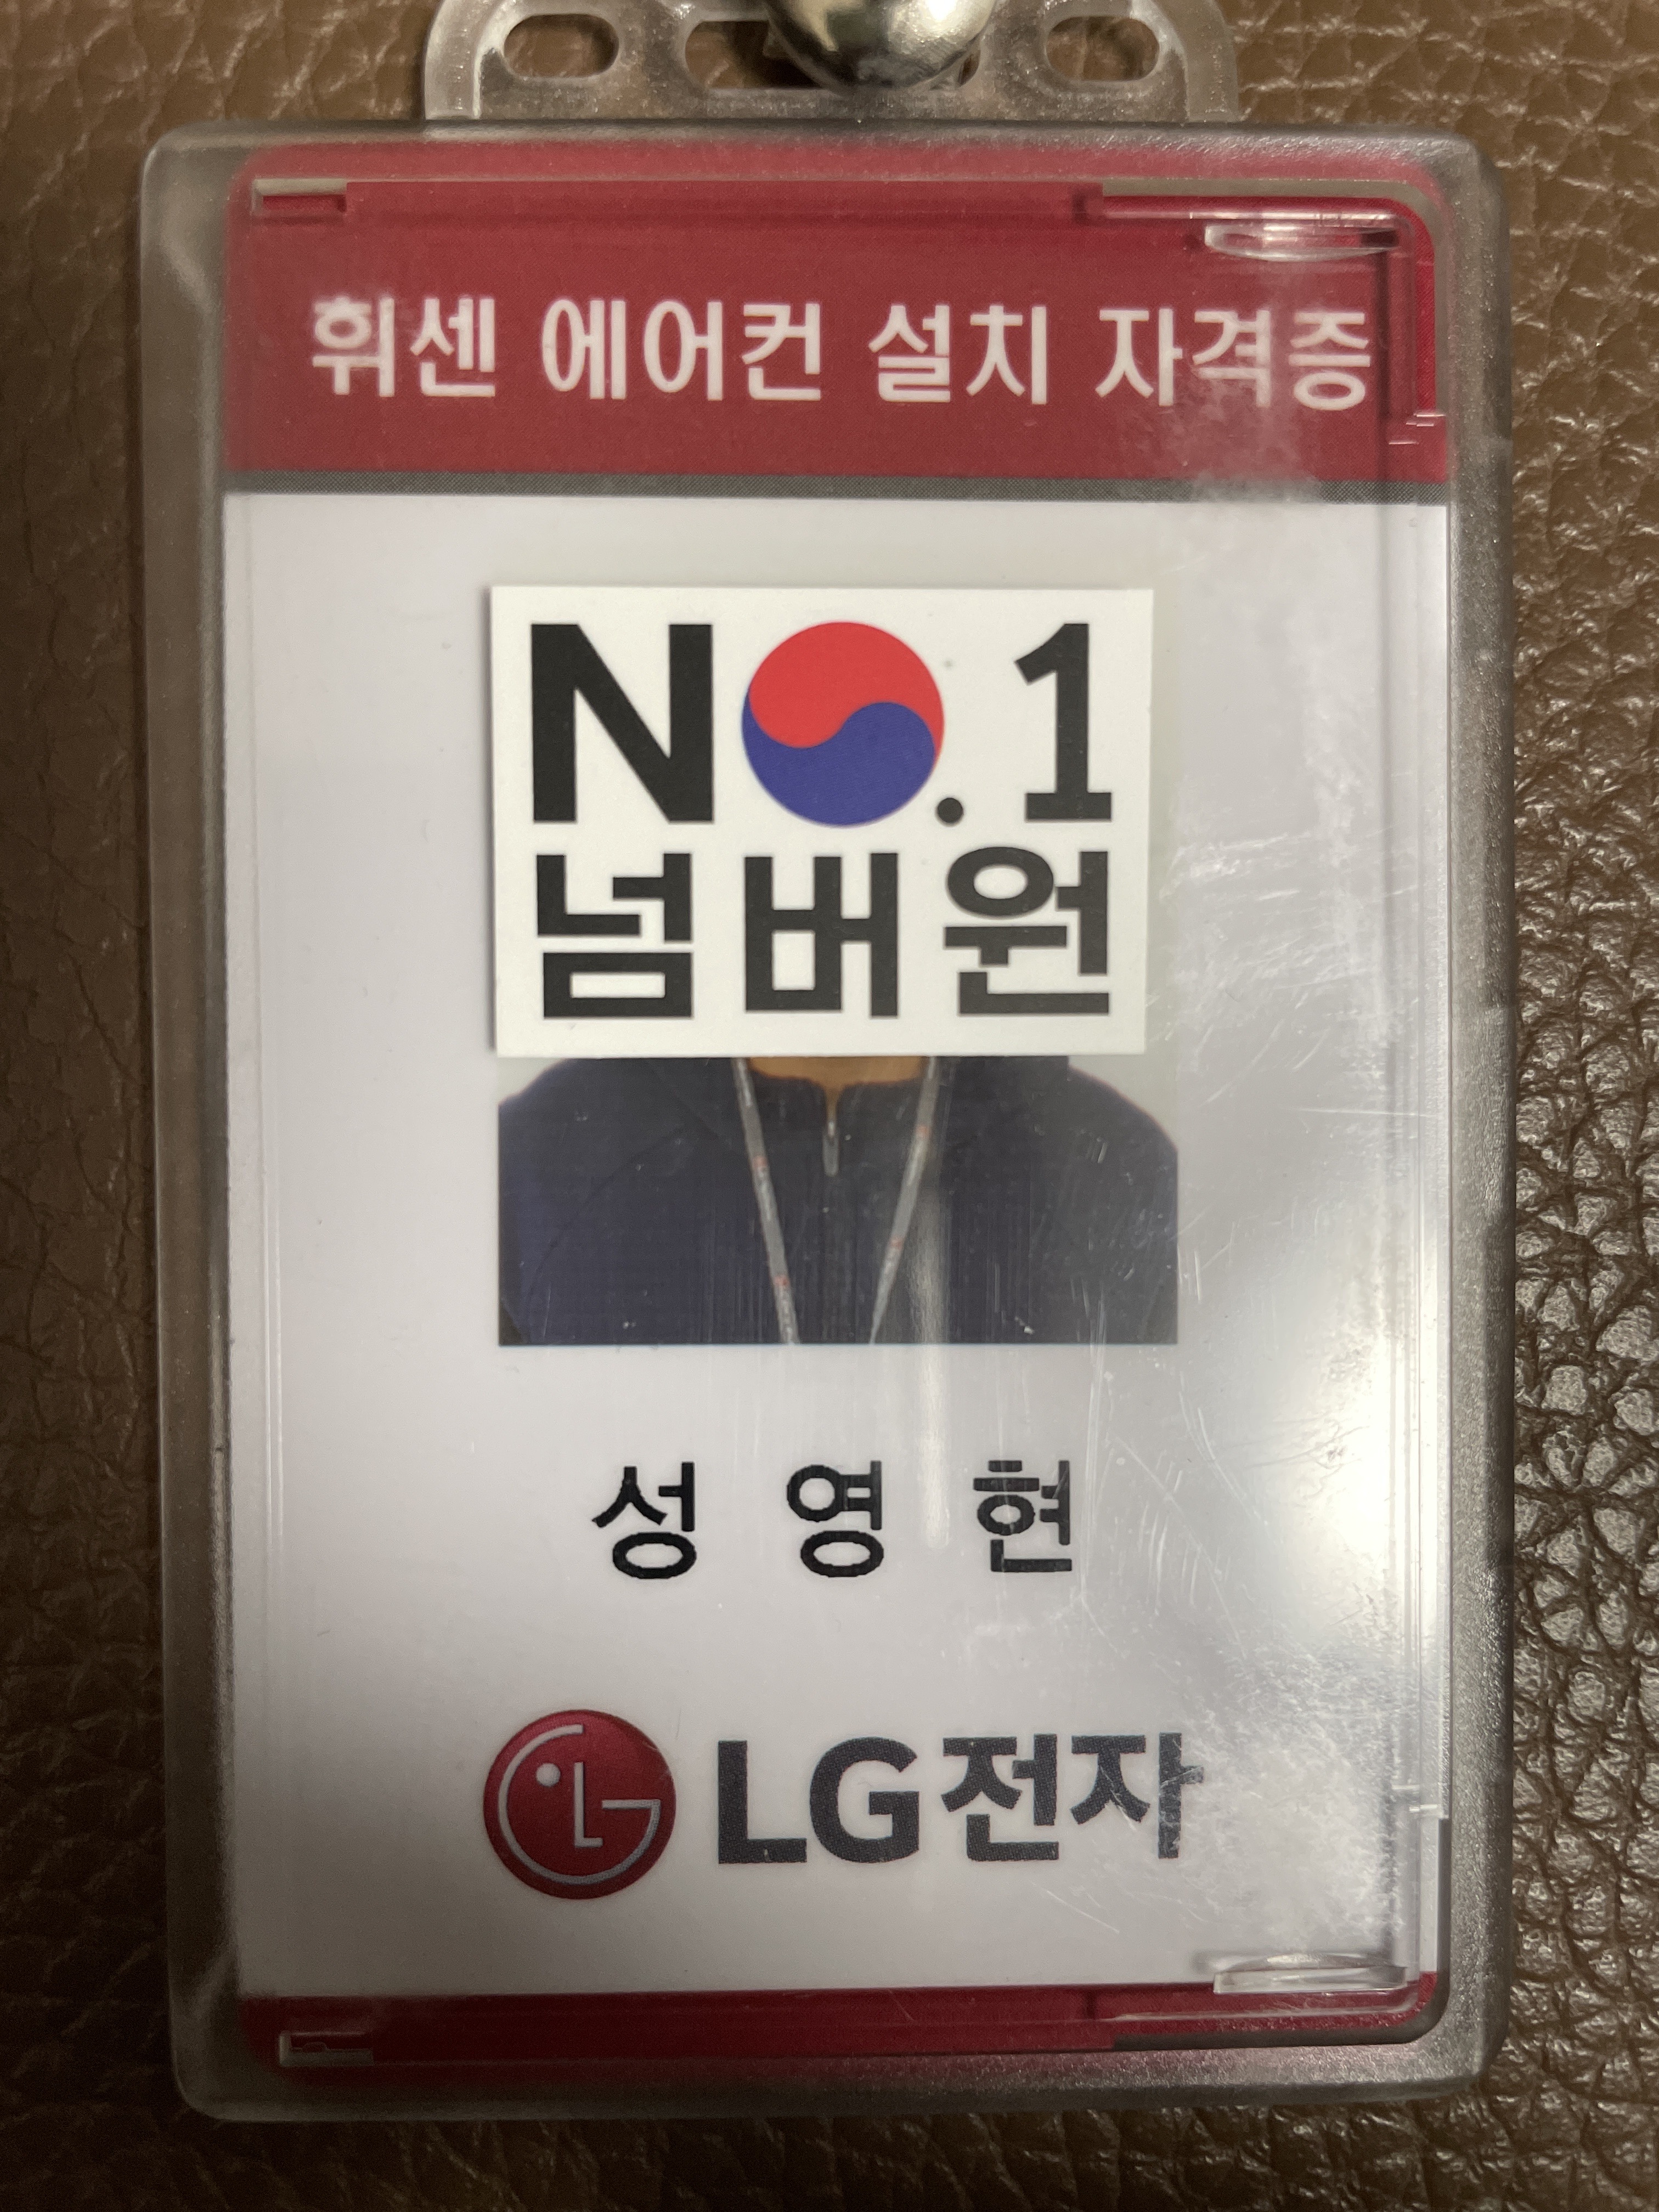 휘센 에어컨 설치 자격증
NO.1
넘버원
성 영 현
LG전자